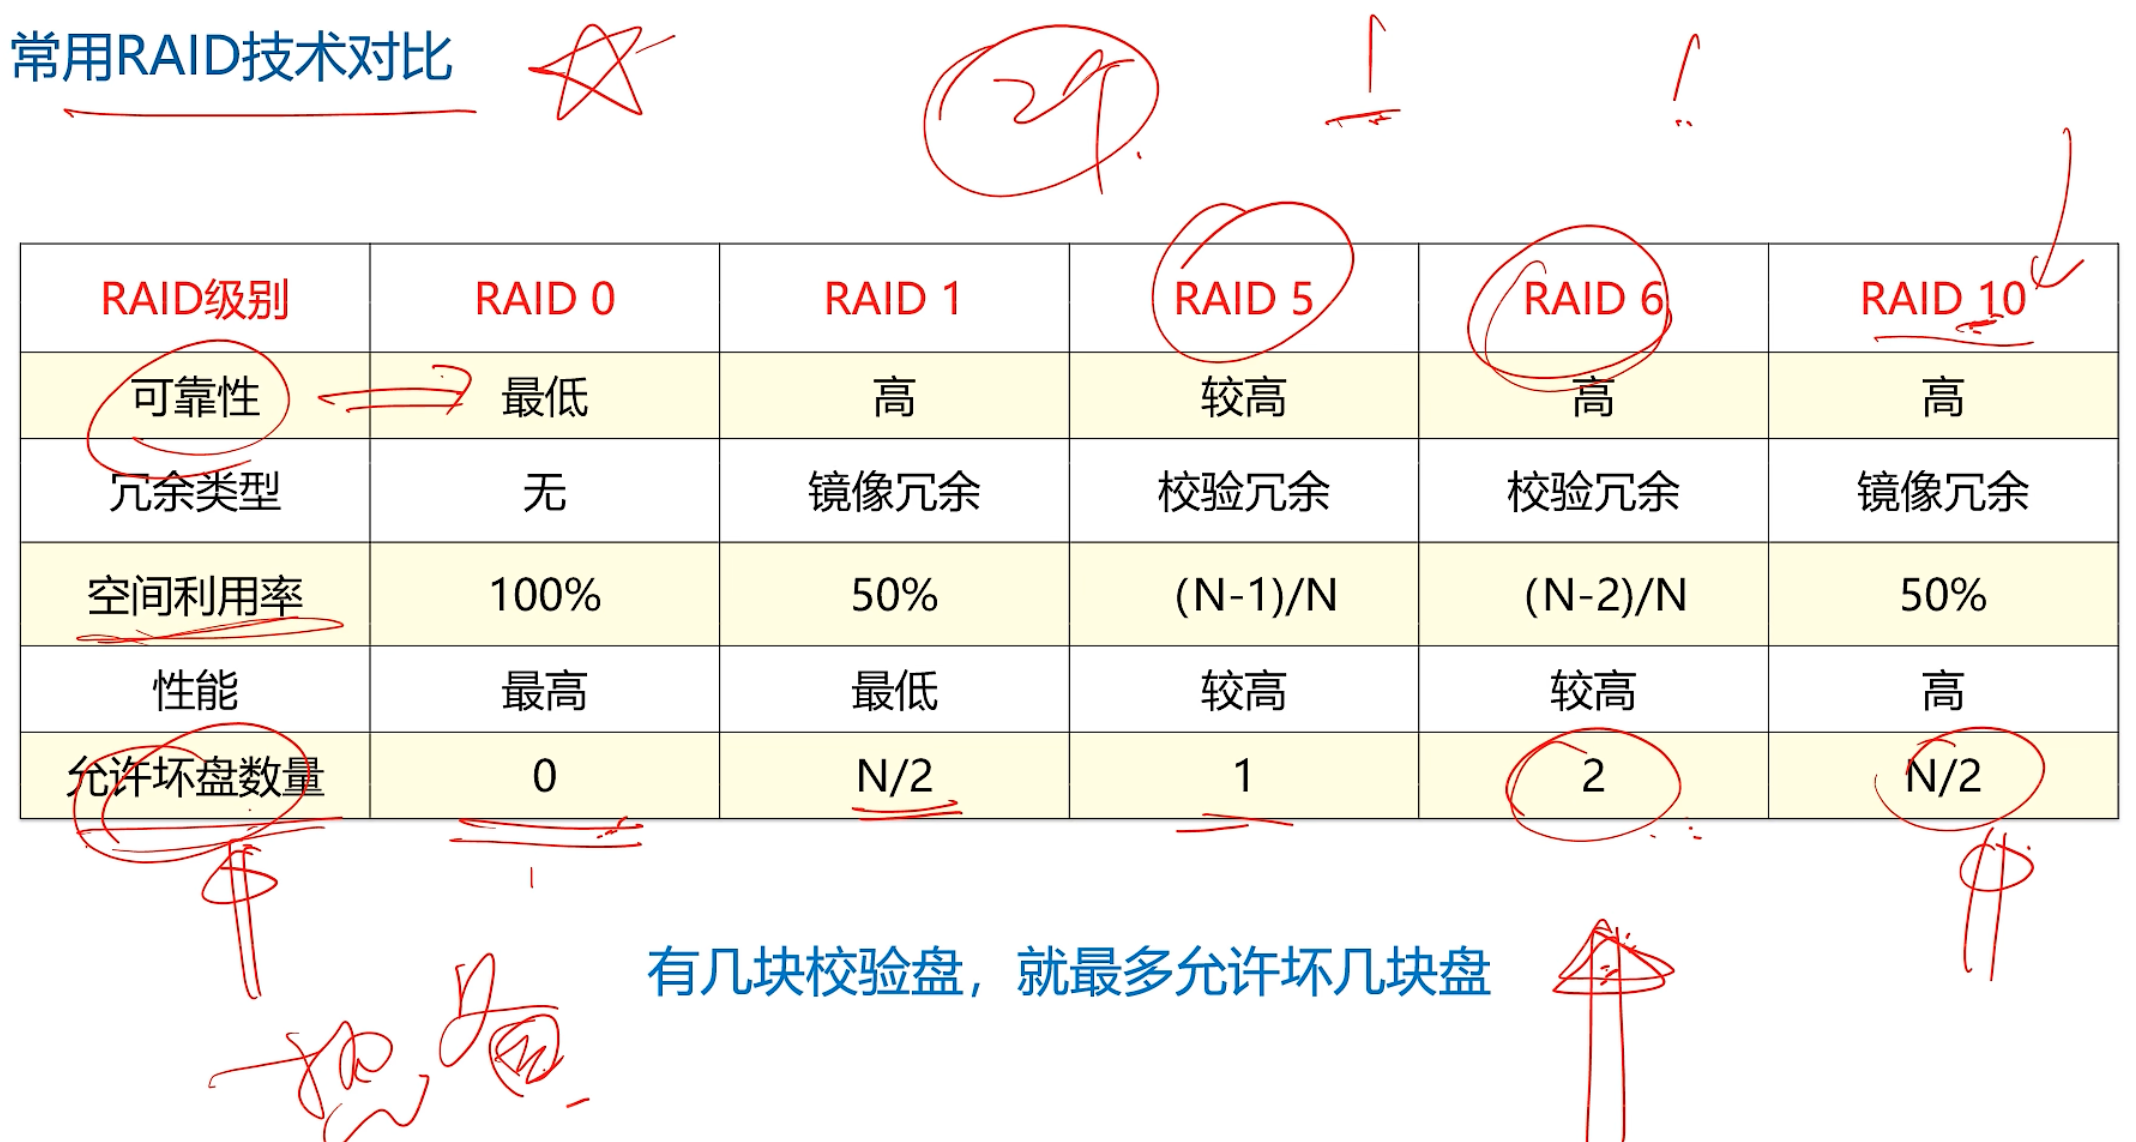 常用RAID技术对比
2个
RAID级别 RAID 0 RAID 1 RAID 5 RAID 6 RAID 10
可靠性 最低 高 较高 高 高
冗余类型 无 镜像冗余 校验冗余 校验冗余 镜像冗余
空间利用率 100% 50% (N-1)/N (N-2)/N 50%
性能 最高 最低 较高 较高 高
允许坏盘数量 0 N/2 1 2 N/2
有几块校验盘，就最多允许坏几块盘
热备